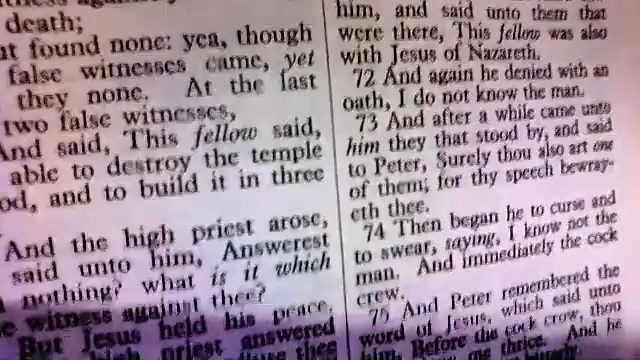 death;
found none: yea, though
false witnesses came, yet
they none. At the last
two false witnesses,
And said, This fellow said,
able to destroy the temple
and to build it in three
And the high priest arose,
said unto him, Answerest
nothing? what is it which
witness against thee?
But Jesus held his peace,
priest answered
thee
him, and said unto them that
were there, This fellow was also
with Jesus of Nazareth.
72 And again he denied with an
oath, I do not know the man.
73 And after a while came unto
him they that stood by, and said
to Peter, Surely thou also art one
of them; for thy speech bewray-
eth thee.
74 Then began he to curse and
to swear, saying, I know not the
man. And immediately the cock
crew.
75 And Peter remembered the
word of Jesus, which said unto
him, Before the cock crow, thou
me thrice. And he